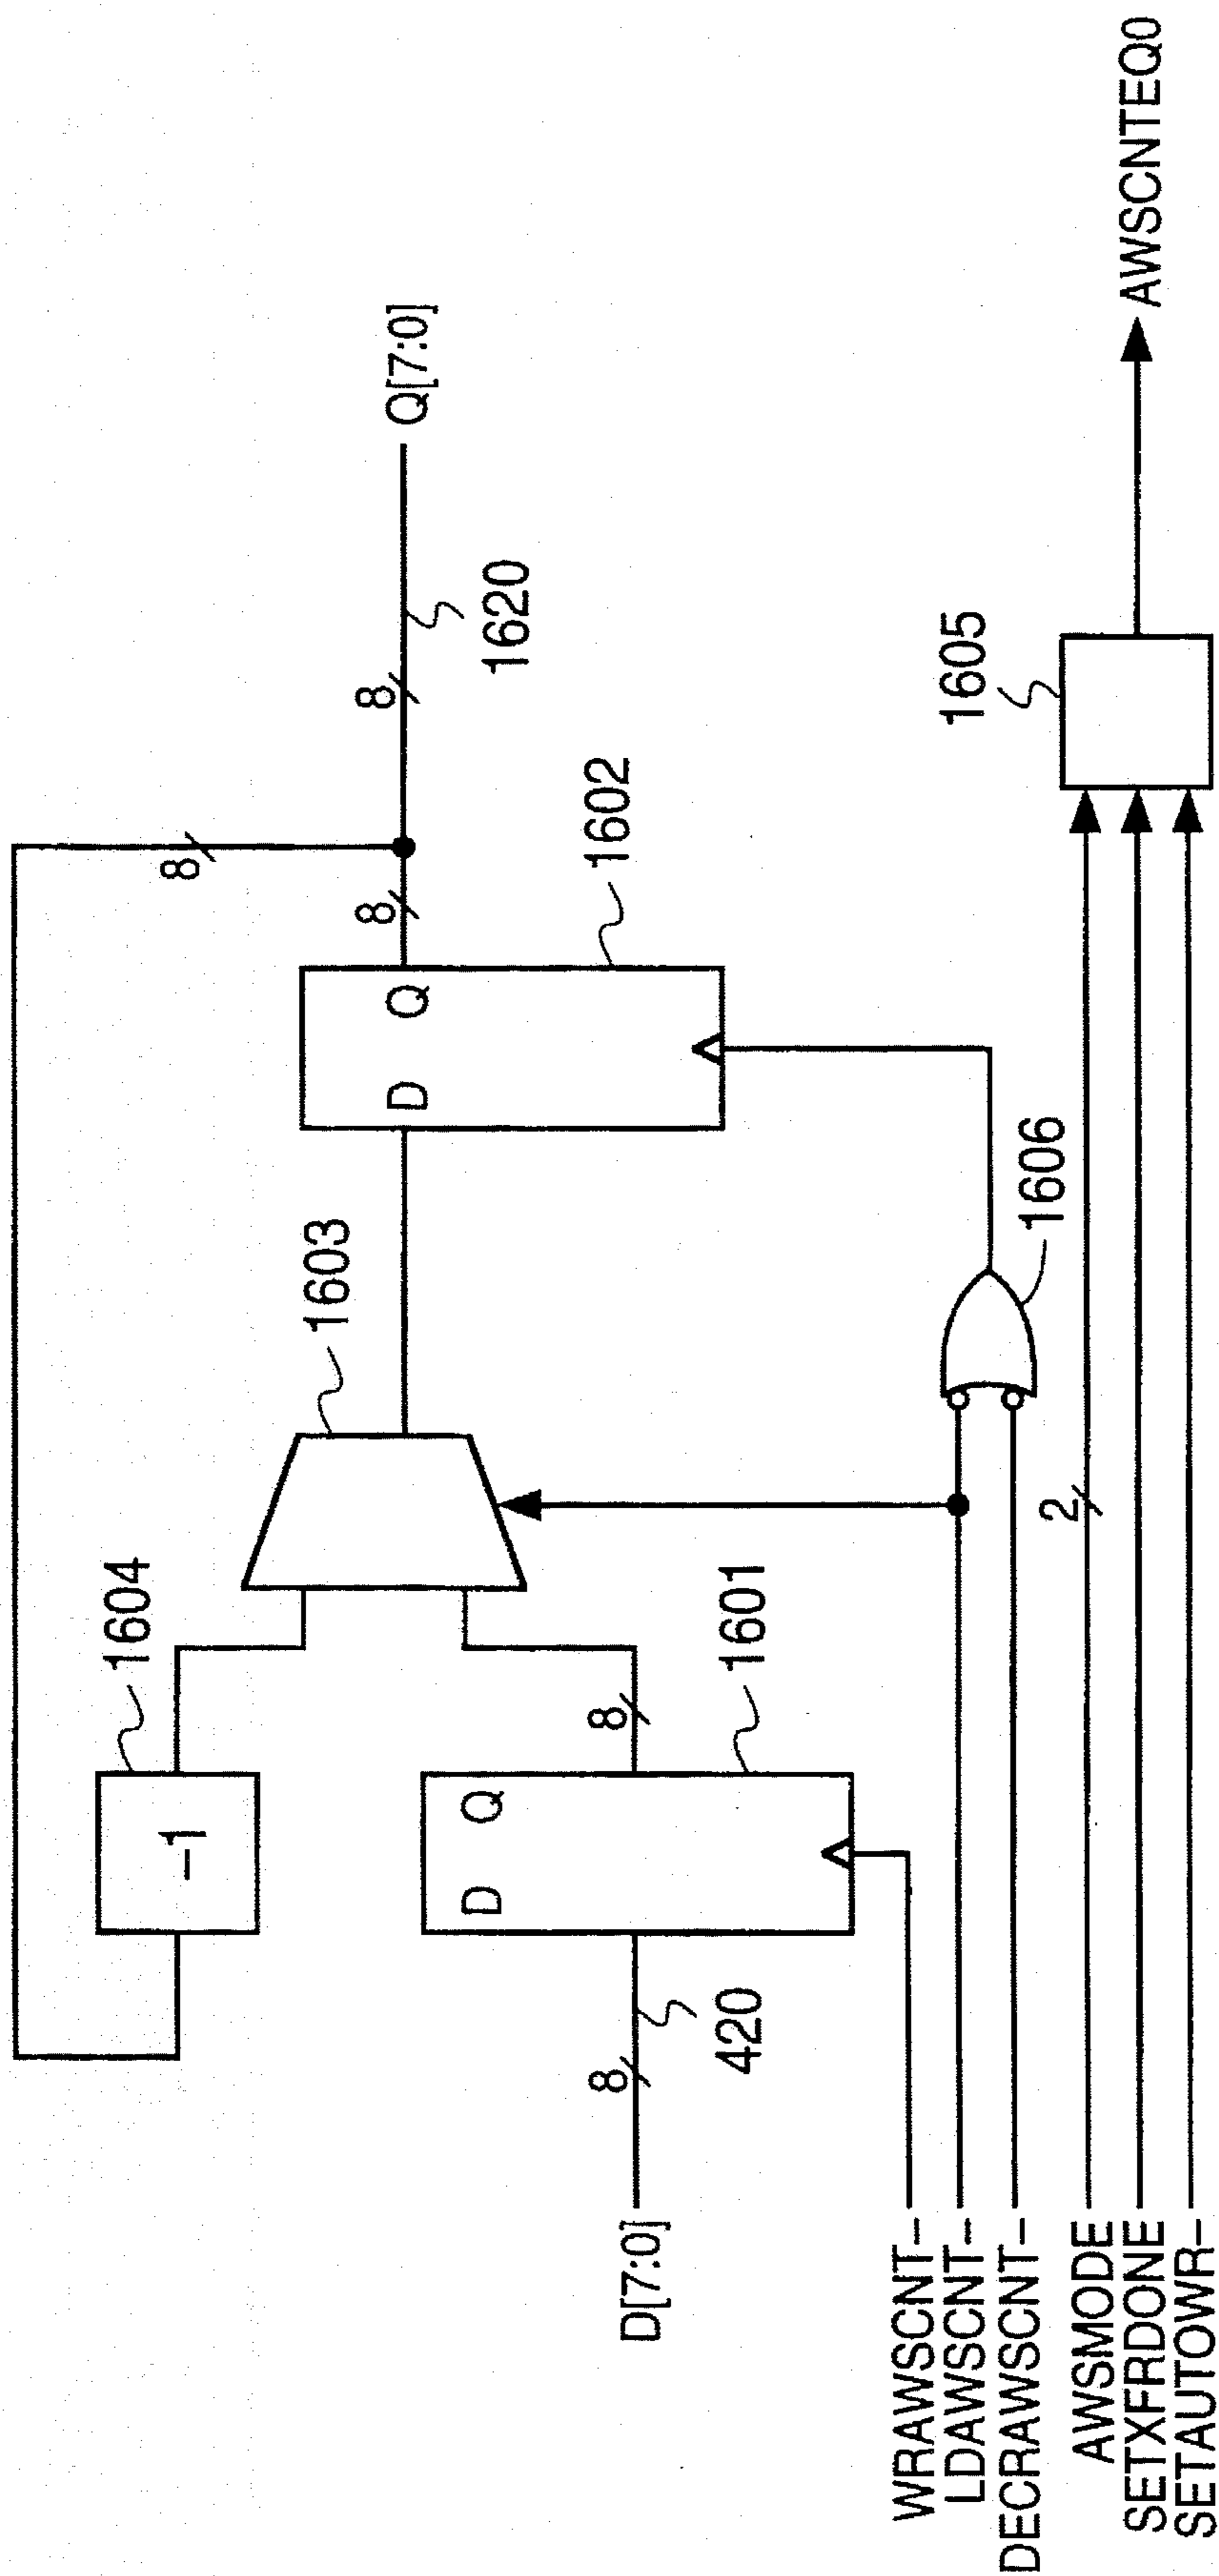 8
8
1620
Q[7:0]
8
1604
-1
1603
D Q
1602
8
D[7:0]
8
420
D Q
1601
1606
1605
WRAWSCNT-
LDAWSCNT-
DECRAWSCNT-
2
AWSMODE
SETXFRDONE
SETAUTOWR-
AWSCNTEQ0